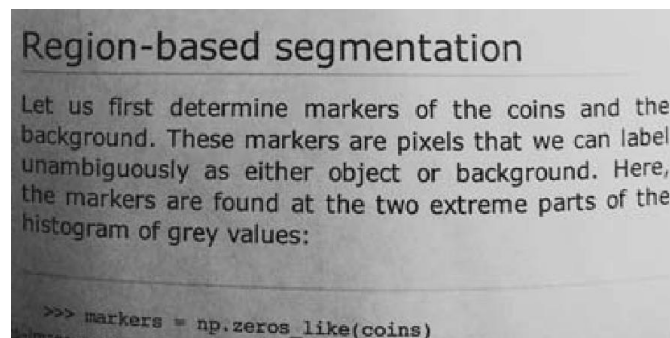 Region-based segmentation
Let us first determine markers of the coins and the
background. These markers are pixels that we can label
unambiguously as either object or background. Here,
the markers are found at the two extreme parts of the
histogram of grey values:
>>> markers = np.zeros_like(coins)